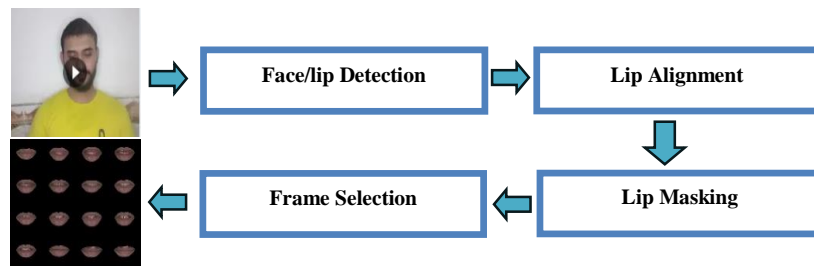 Face/lip Detection
Lip Alignment
Lip Masking
Frame Selection